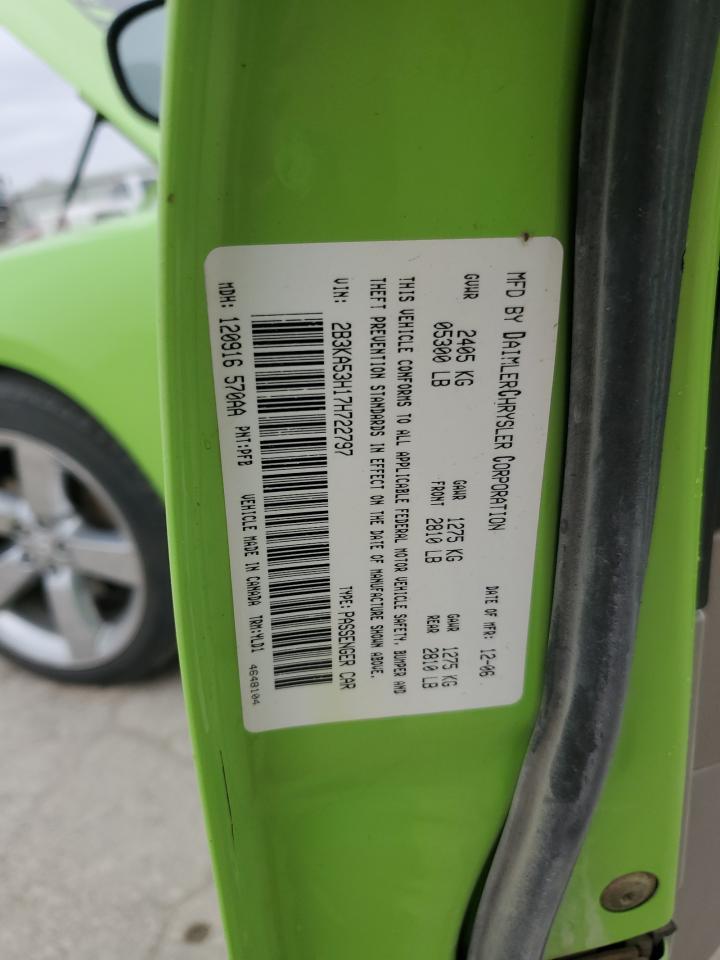 MFD BY DAIMLERCHRYSLER CORPORATION
DATE OF MFR: 12-06
GVWR 2405 KG GAWR 1275 KG GAWR 1275 KG
05300 LB FRONT 2810 LB REAR 2810 LB
THIS VEHICLE CONFORMS TO ALL APPLICABLE FEDERAL MOTOR VEHICLE SAFETY, BUMPER AND
THEFT PREVENTION STANDARDS IN EFFECT ON THE DATE OF MANUFACTURE SHOWN ABOVE.
VIN: 2B3KA53H17H722797 TYPE: PASSENGER CAR
MDH: 120916 570AA PNT: PFB VEHICLE MADE IN CANADA TRM: YLD1
4648104